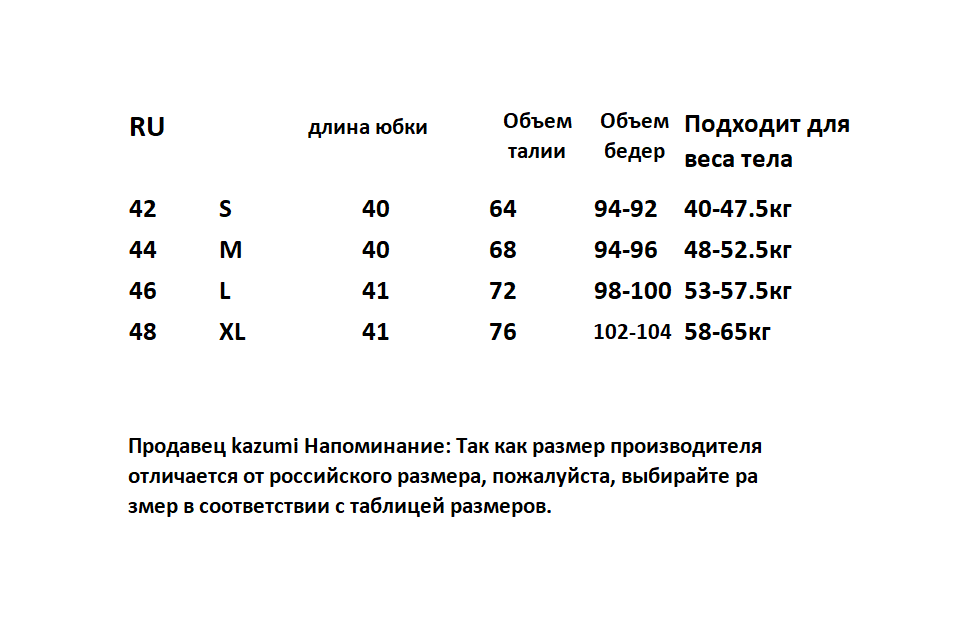 RU длина юбки Объем талии Объем бедер Подходит для веса тела
42 S 40 64 94-92 40-47.5кг
44 M 40 68 94-96 48-52.5кг
46 L 41 72 98-100 53-57.5кг
48 XL 41 76 102-104 58-65кг
Продавец kazumi Напоминание: Так как размер производителя
отличается от российского размера, пожалуйста, выбирайте ра
змер в соответствии с таблицей размеров.